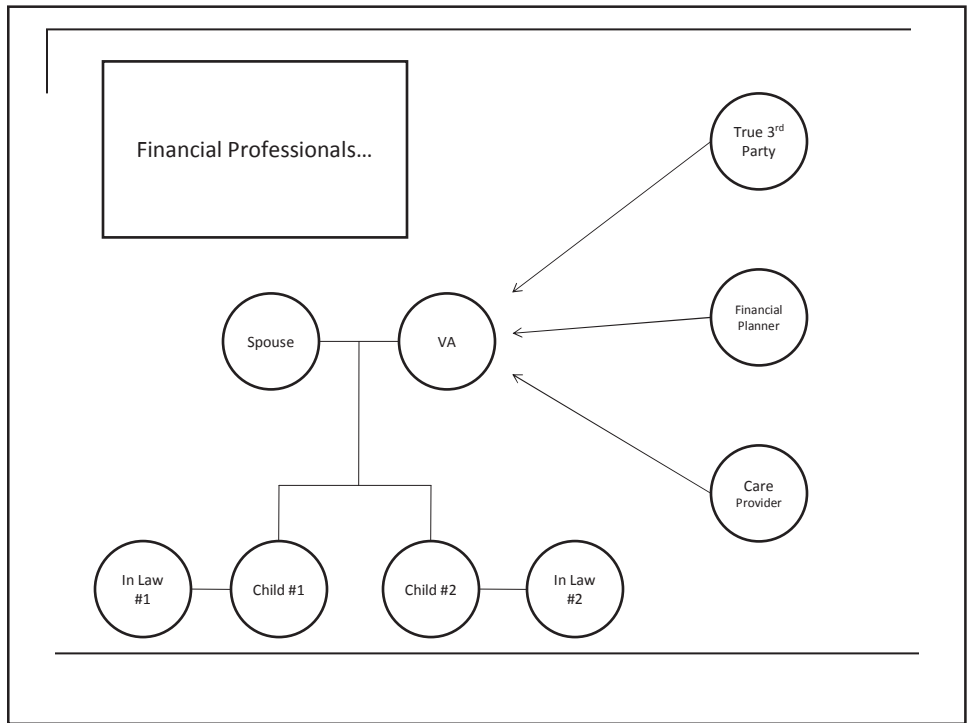 Financial Professionals…
True 3rd
Party
Financial
Planner
Spouse
VA
Care
Provider
In Law
#1
Child #1
Child #2
In Law
#2